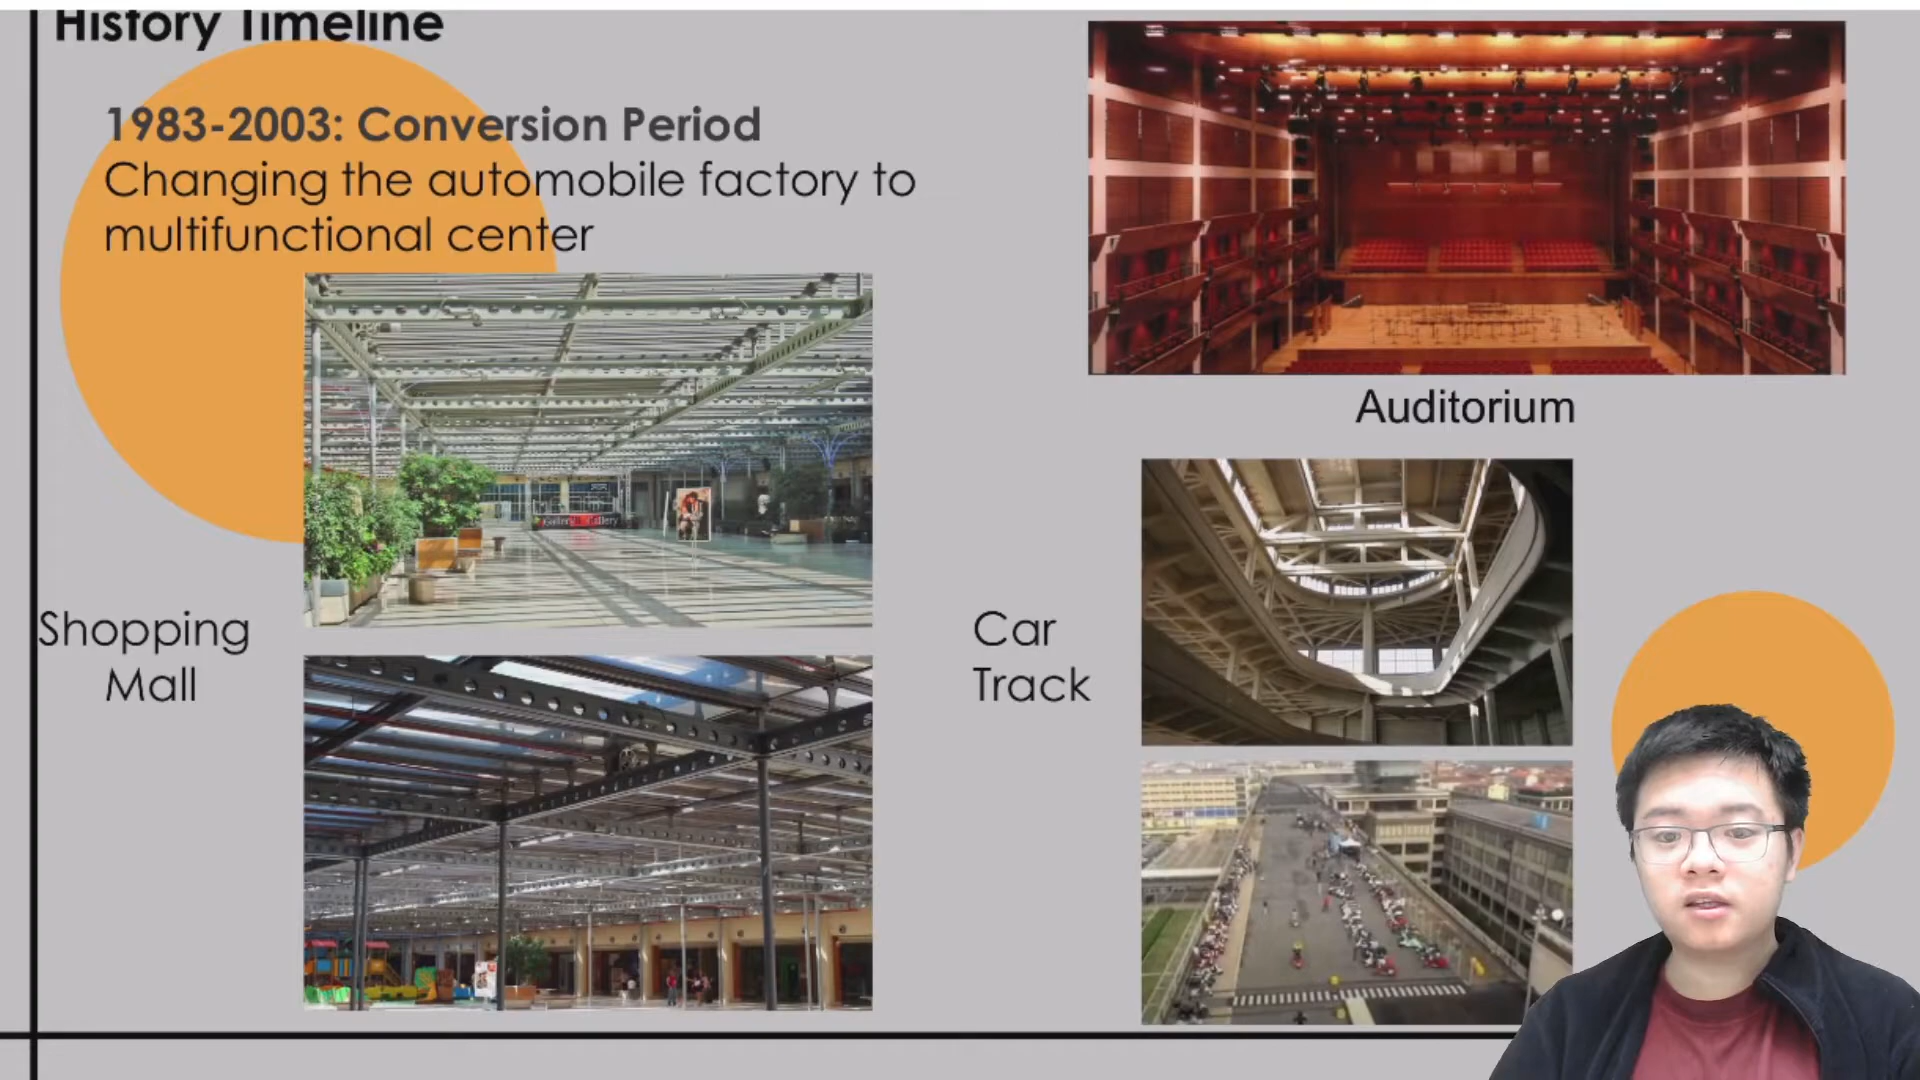 History Timeline
1983-2003: Conversion Period
Changing the automobile factory to
multifunctional center
Auditorium
Shopping
Mall
Car
Track